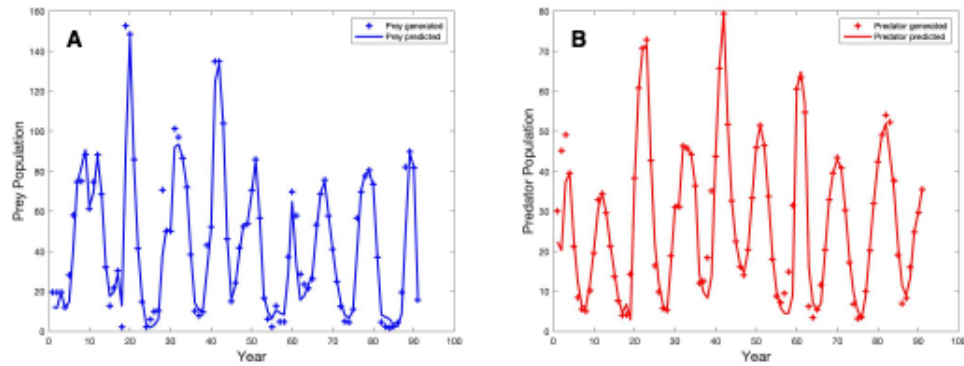 A
Prey generated
Prey predicted
Prey Population
160
140
120
100
80
60
40
20
0
0 10 20 30 40 50 60 70 80 90 100
Year
B
Predator generated
Predator predicted
Predator Population
80
70
60
50
40
30
20
10
0
0 10 20 30 40 50 60 70 80 90 100
Year